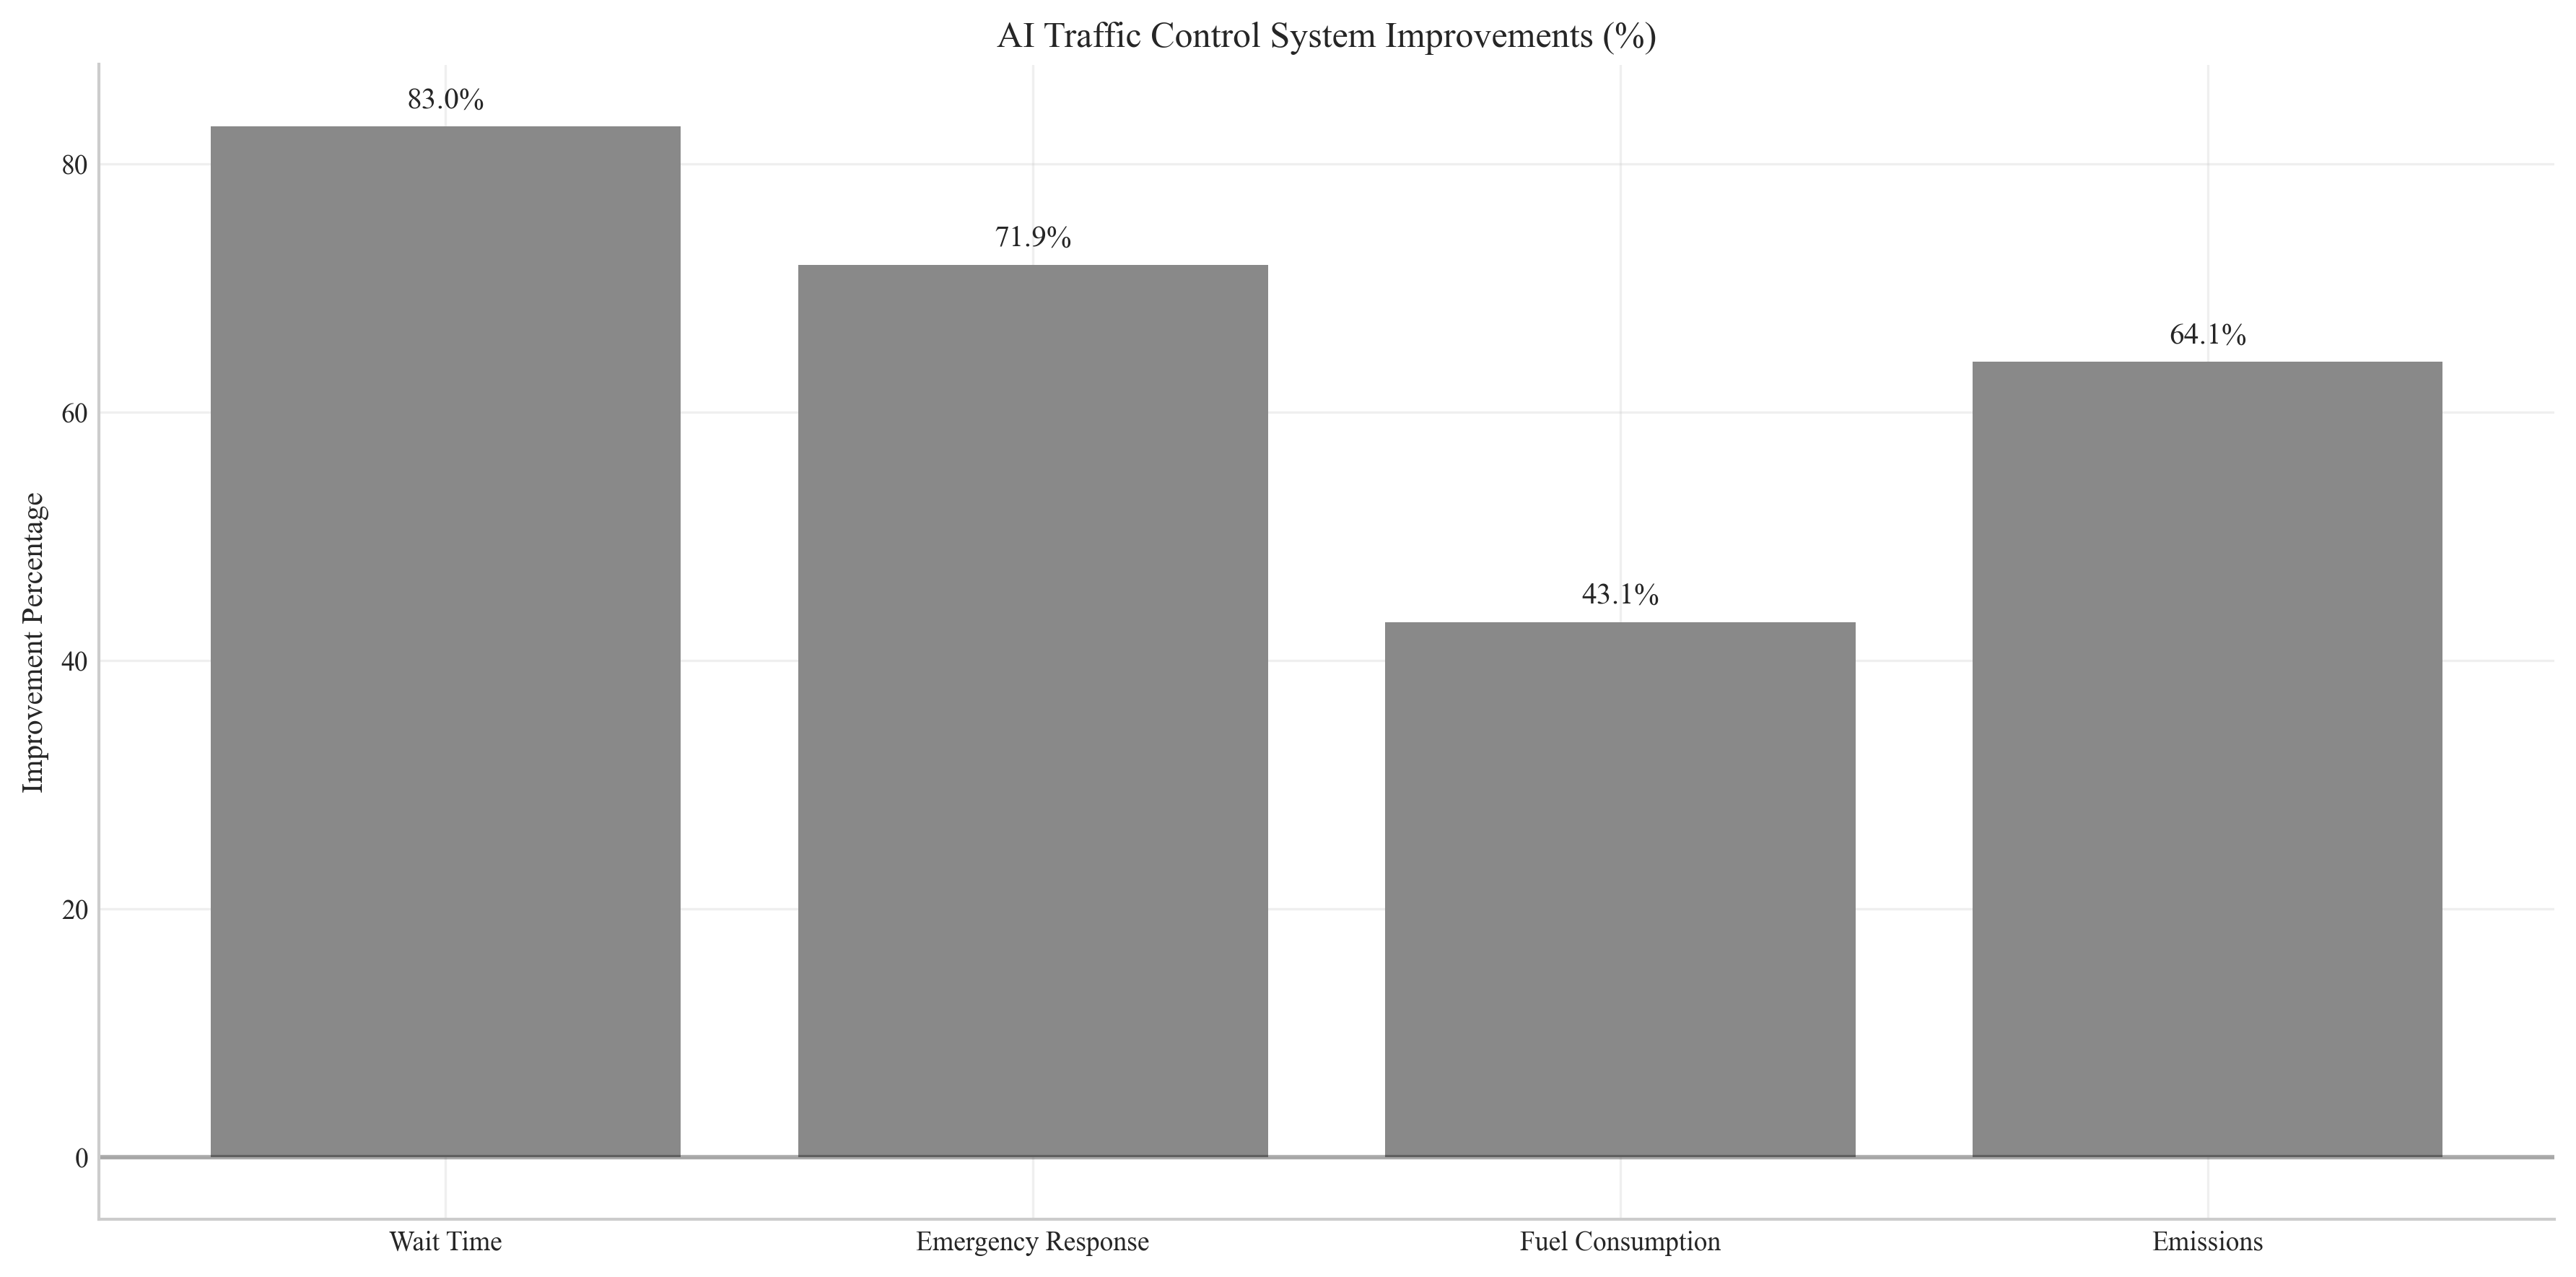 AI Traffic Control System Improvements (%)
83.0%
71.9%
43.1%
64.1%
Improvement Percentage
80
60
40
20
0
Wait Time
Emergency Response
Fuel Consumption
Emissions